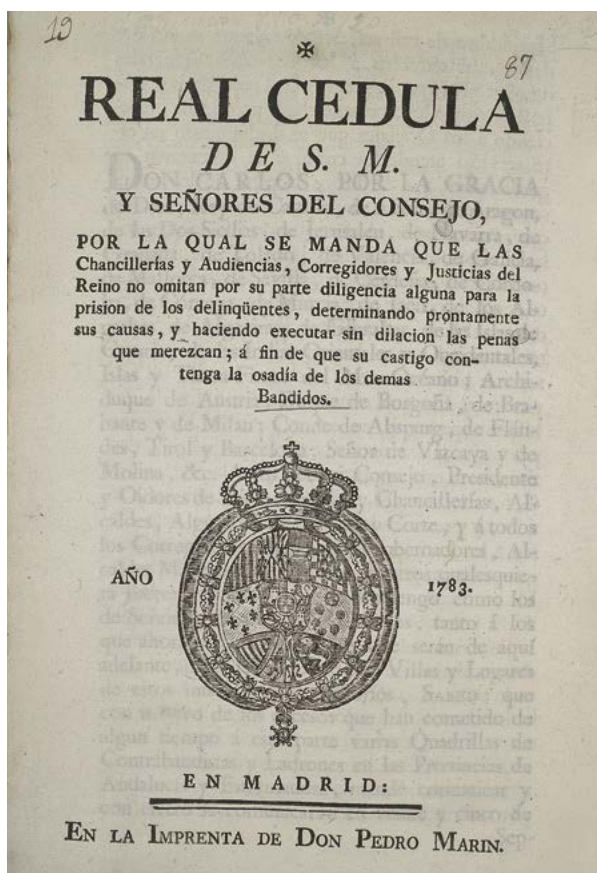 19
87
✠
REAL CEDULA
DE S. M.
Y SEÑORES DEL CONSEJO,
POR LA QUAL SE MANDA QUE LAS
Chancillerías y Audiencias, Corregidores y Justicias del
Reino no omitan por su parte diligencia alguna para la
prision de los delinqüentes, determinando prontamente
sus causas, y haciendo executar sin dilacion las penas
que merezcan; á fin de que su castigo con-
tenga la osadía de los demas
Bandidos.
AÑO 1783.
EN MADRID:
EN LA IMPRENTA DE DON PEDRO MARIN.